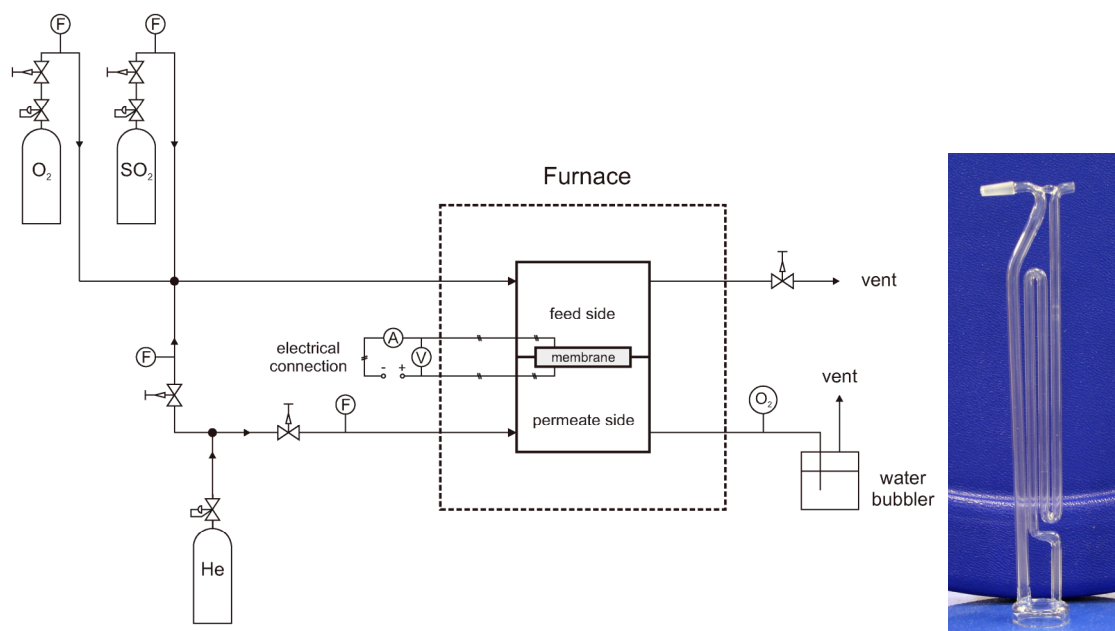 F
F
O2
SO2
Furnace
vent
feed side
electrical
connection
A
V
- +
membrane
F
F
permeate side
O2
vent
water
bubbler
He